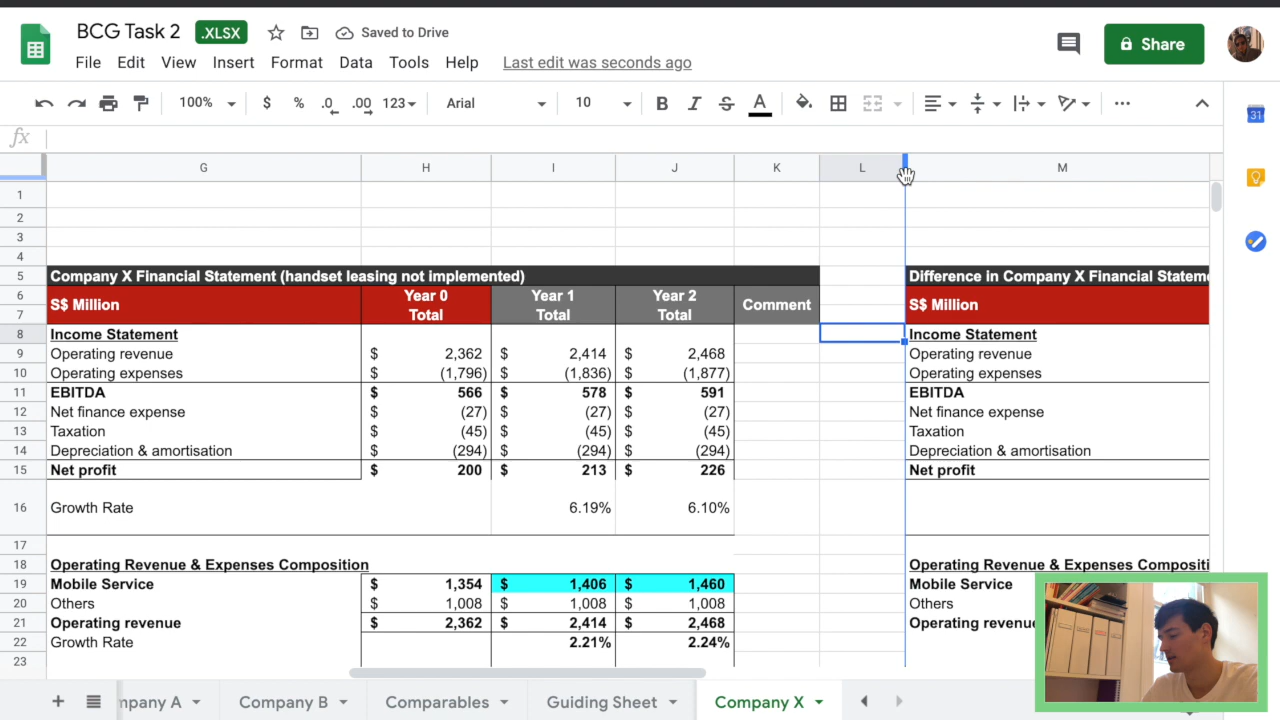 BCG Task 2 .XLSX Saved to Drive
File Edit View Insert Format Data Tools Help Last edit was seconds ago
Share
100% $ % .0 .00 123 Arial 10 B I S A
fx
G H I J K L M
1
2
3
4
5 Company X Financial Statement (handset leasing not implemented) Difference in Company X Financial Stateme
6 S$ Million Year 0 Year 1 Year 2 Comment S$ Million
7 Total Total Total
8 Income Statement Income Statement
9 Operating revenue $ 2,362 $ 2,414 $ 2,468 Operating revenue
10 Operating expenses $ (1,796) $ (1,836) $ (1,877) Operating expenses
11 EBITDA $ 566 $ 578 $ 591 EBITDA
12 Net finance expense $ (27) $ (27) $ (27) Net finance expense
13 Taxation $ (45) $ (45) $ (45) Taxation
14 Depreciation & amortisation $ (294) $ (294) $ (294) Depreciation & amortisation
15 Net profit $ 200 $ 213 $ 226 Net profit
16 Growth Rate 6.19% 6.10%
17
18 Operating Revenue & Expenses Composition Operating Revenue & Expenses Compositi
19 Mobile Service $ 1,354 $ 1,406 $ 1,460 Mobile Service
20 Others $ 1,008 $ 1,008 $ 1,008 Others
21 Operating revenue $ 2,362 $ 2,414 $ 2,468 Operating revenu
22 Growth Rate 2.21% 2.24%
23
mpany A Company B Comparables Guiding Sheet Company X
31